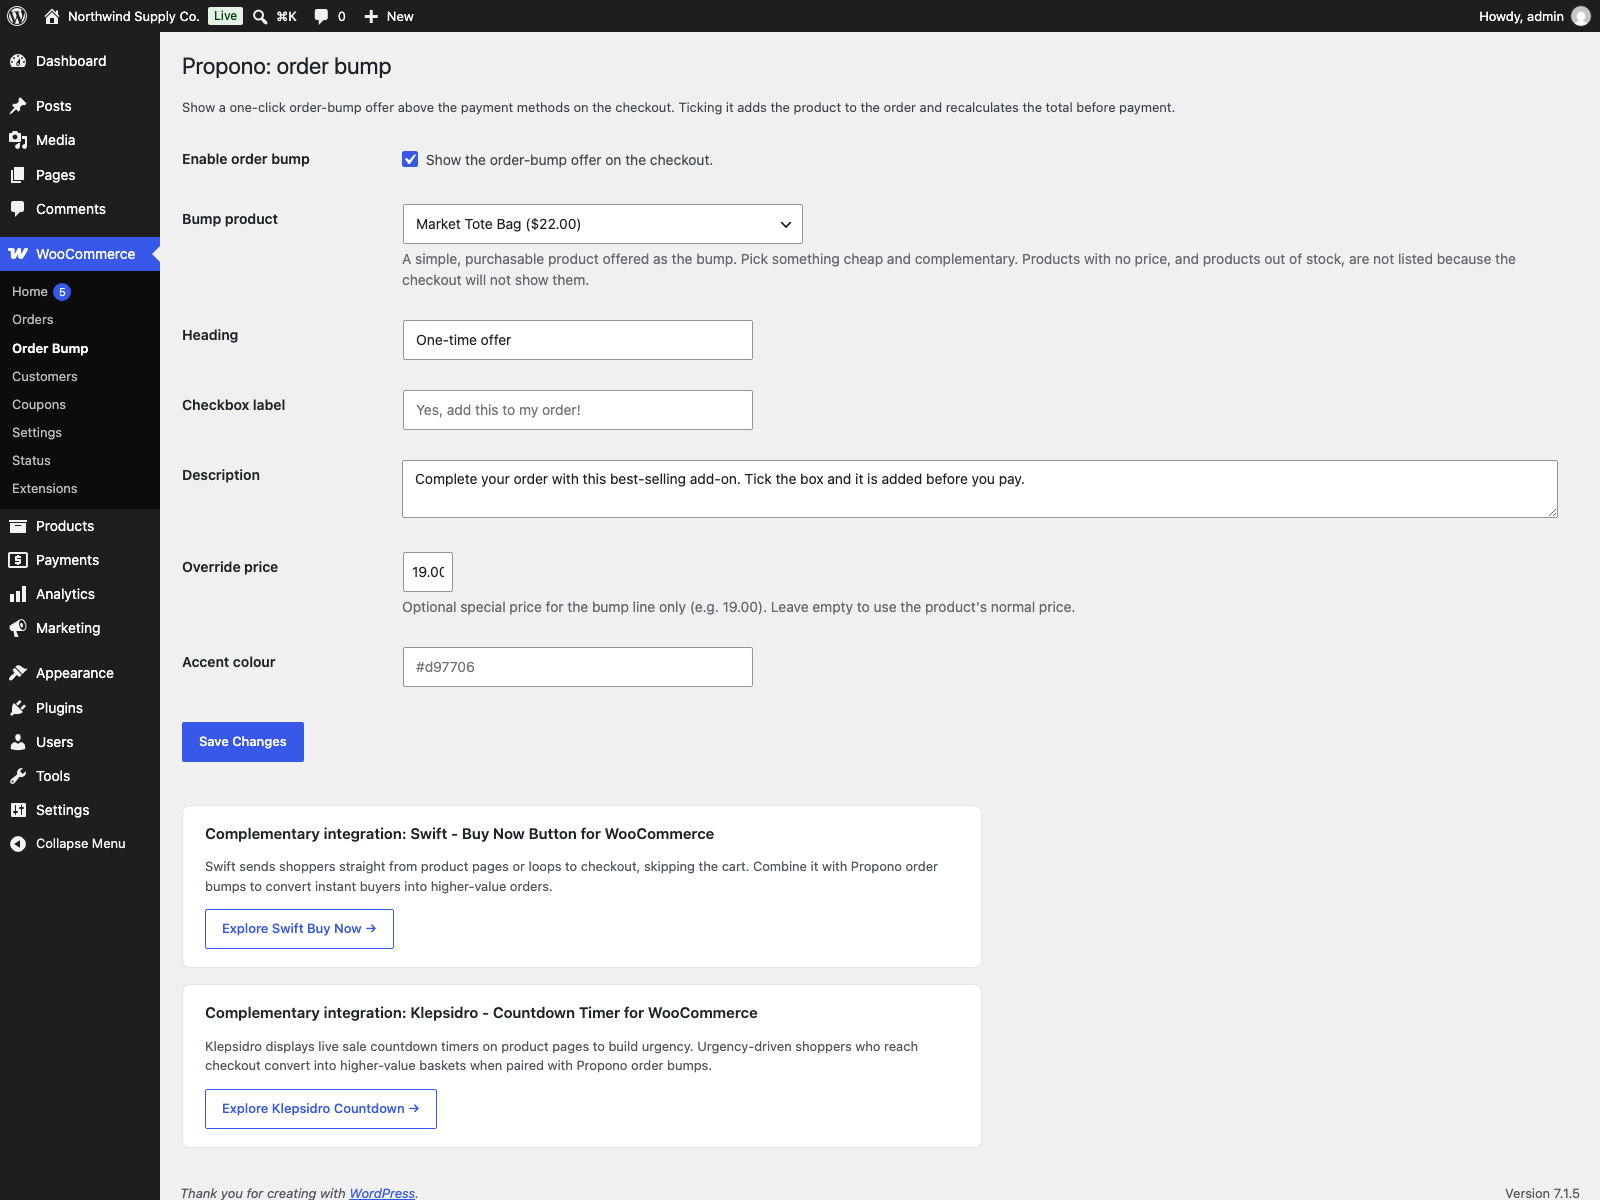 Northwind Supply Co. Live ⌘K 0 New Howdy, admin
Dashboard
Posts
Media
Pages
Comments
WooCommerce
Home 5
Orders
Order Bump
Customers
Coupons
Settings
Status
Extensions
Products
Payments
Analytics
Marketing
Appearance
Plugins
Users
Tools
Settings
Collapse Menu
Propono: order bump
Show a one-click order-bump offer above the payment methods on the checkout. Ticking it adds the product to the order and recalculates the total before payment.
Enable order bump
Show the order-bump offer on the checkout.
Bump product
Market Tote Bag ($22.00)
A simple, purchasable product offered as the bump. Pick something cheap and complementary. Products with no price, and products out of stock, are not listed because the
checkout will not show them.
Heading
One-time offer
Checkbox label
Yes, add this to my order!
Description
Complete your order with this best-selling add-on. Tick the box and it is added before you pay.
Override price
19.00
Optional special price for the bump line only (e.g. 19.00). Leave empty to use the product's normal price.
Accent colour
#d97706
Save Changes
Complementary integration: Swift - Buy Now Button for WooCommerce
Swift sends shoppers straight from product pages or loops to checkout, skipping the cart. Combine it with Propono order
bumps to convert instant buyers into higher-value orders.
Explore Swift Buy Now →
Complementary integration: Klepsidro - Countdown Timer for WooCommerce
Klepsidro displays live sale countdown timers on product pages to build urgency. Urgency-driven shoppers who reach
checkout convert into higher-value baskets when paired with Propono order bumps.
Explore Klepsidro Countdown →
Thank you for creating with WordPress.
Version 7.1.5